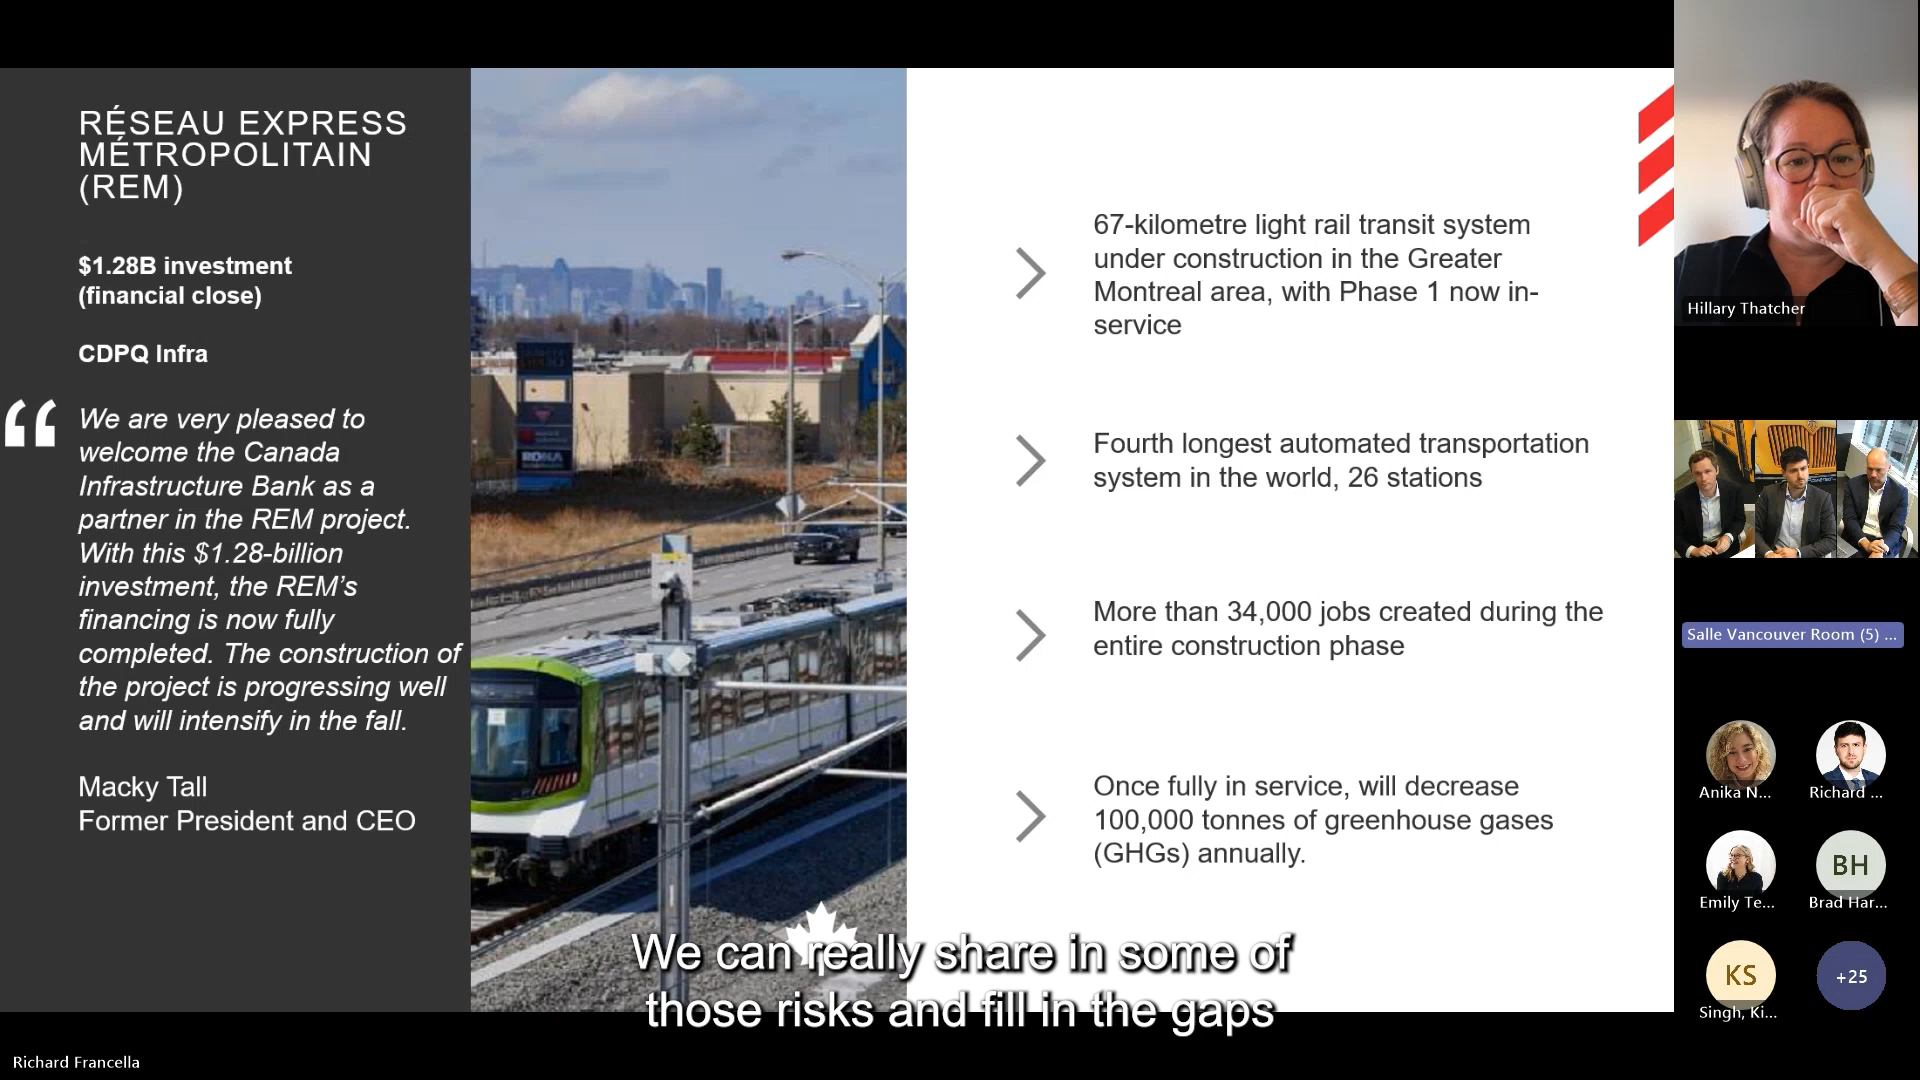 RÉSEAU EXPRESS
MÉTROPOLITAIN
(REM)
$1.28B investment
(financial close)
CDPQ Infra
“
We are very pleased to
welcome the Canada
Infrastructure Bank as a
partner in the REM project.
With this $1.28-billion
investment, the REM’s
financing is now fully
completed. The construction of
the project is progressing well
and will intensify in the fall.
Macky Tall
Former President and CEO
RONA
67-kilometre light rail transit system
under construction in the Greater
Montreal area, with Phase 1 now in-
service
Fourth longest automated transportation
system in the world, 26 stations
More than 34,000 jobs created during the
entire construction phase
Once fully in service, will decrease
100,000 tonnes of greenhouse gases
(GHGs) annually.
We can really share in some of
those risks and fill in the gaps
Richard Francella
Hillary Thatcher
Salle Vancouver Room (5) ...
Anika N...
Richard ...
Emily Te...
BH
Brad Har...
KS
Singh, Ki...
+25